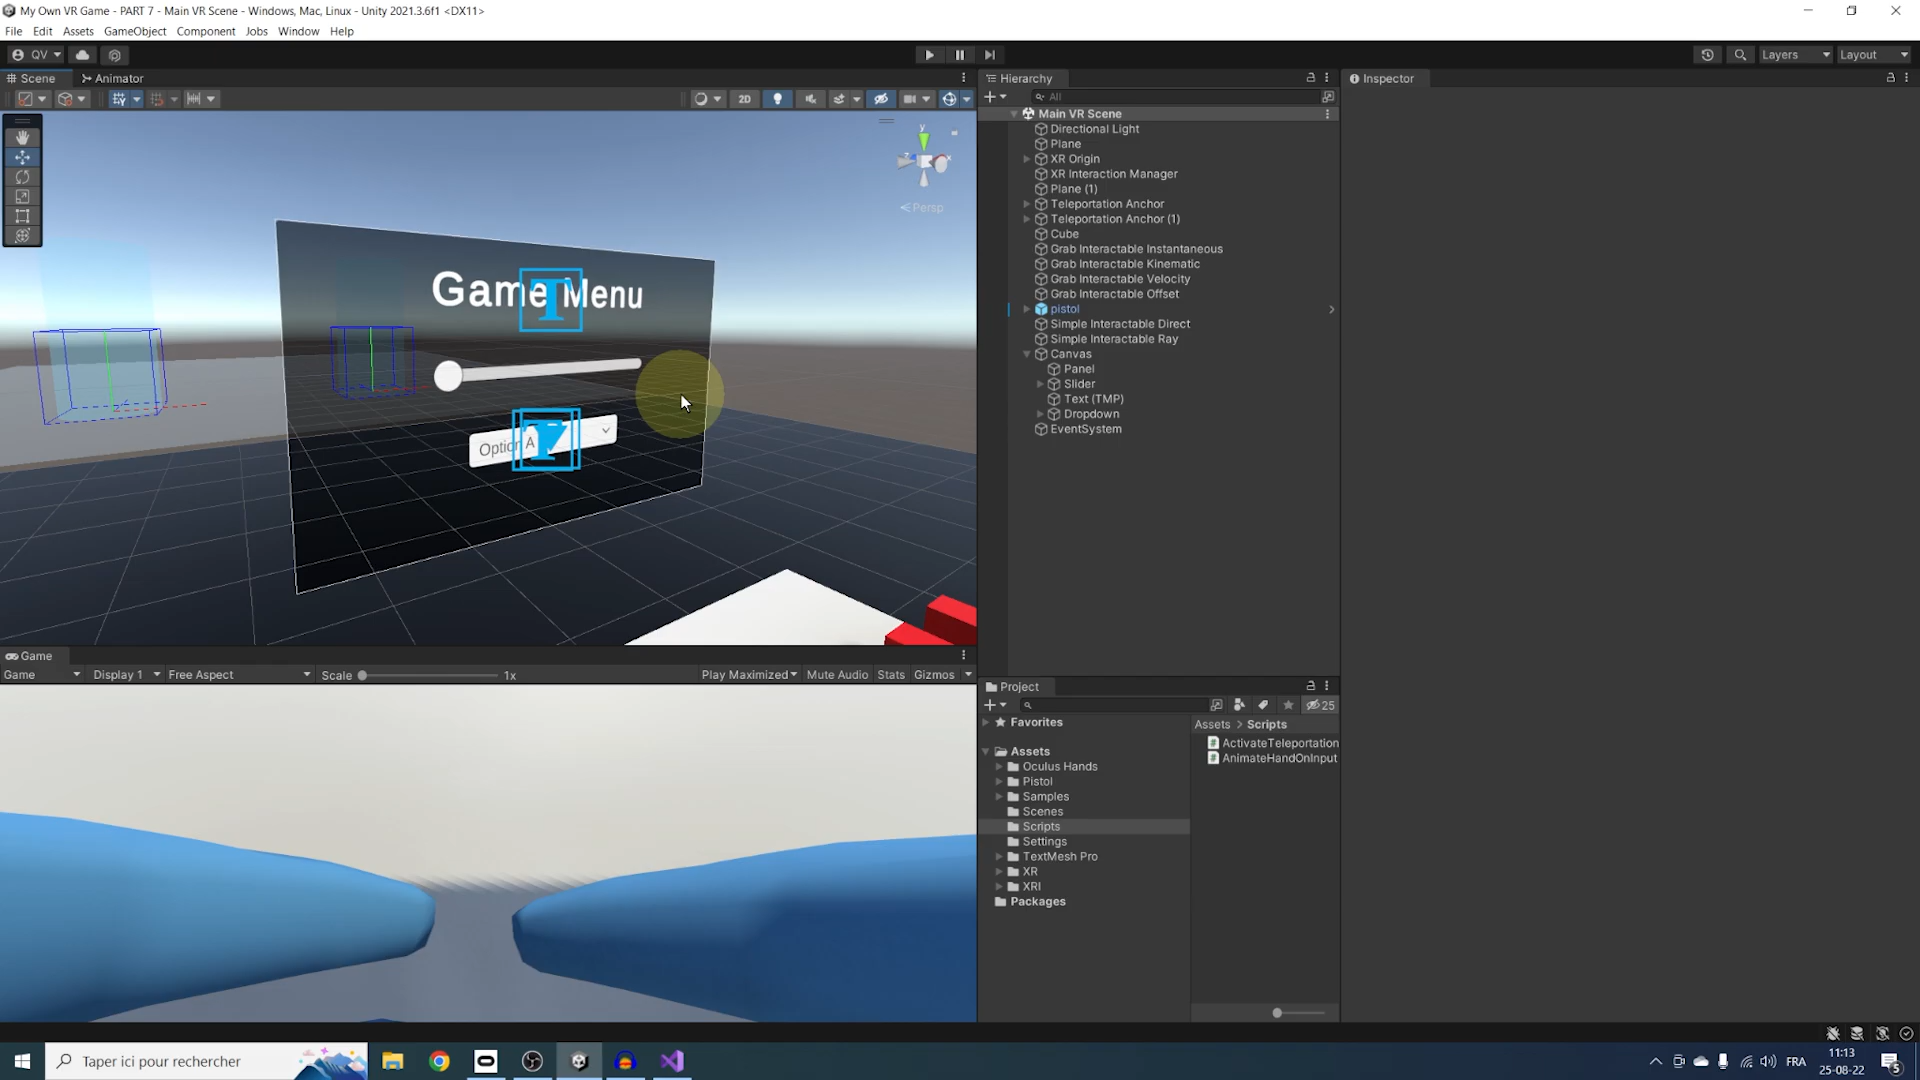 My Own VR Game - PART 7 - Main VR Scene - Windows, Mac, Linux - Unity 2021.3.6f1 <DX11>
File Edit Assets GameObject Component Jobs Window Help
QV Layers Layout
Scene Animator
2D
y
Persp
Game Menu
Option A
Hierarchy
All
Main VR Scene
Directional Light
Plane
XR Origin
XR Interaction Manager
Plane (1)
Teleportation Anchor
Teleportation Anchor (1)
Cube
Grab Interactable Instantaneous
Grab Interactable Kinematic
Grab Interactable Velocity
Grab Interactable Offset
pistol
Simple Interactable Direct
Simple Interactable Ray
Canvas
Panel
Slider
Text (TMP)
Dropdown
EventSystem
Inspector
Game
Game Display 1 Free Aspect Scale 1x Play Maximized Mute Audio Stats Gizmos
Project
25
Favorites
Assets
Oculus Hands
Pistol
Samples
Scenes
Scripts
Settings
TextMesh Pro
XR
XRI
Packages
Assets > Scripts
ActivateTeleportation
AnimateHandOnInput
Taper ici pour rechercher
FRA
11:13
25-08-22
5